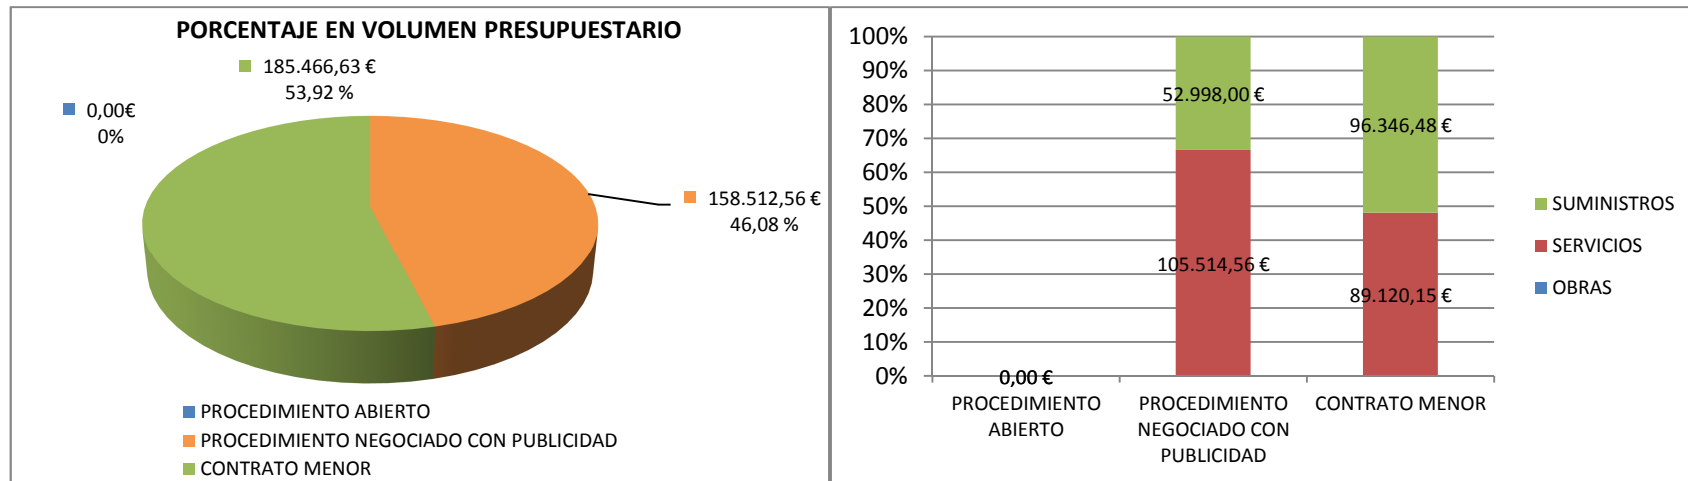 PORCENTAJE EN VOLUMEN PRESUPUESTARIO
185.466,63 €
53,92 %
0,00€
0%
158.512,56 €
46,08 %
PROCEDIMIENTO ABIERTO
PROCEDIMIENTO NEGOCIADO CON PUBLICIDAD
CONTRATO MENOR
100%
90%
80%
70%
60%
50%
40%
30%
20%
10%
0%
52.998,00 €
96.346,48 €
105.514,56 €
89.120,15 €
0,00 €
PROCEDIMIENTO
ABIERTO
PROCEDIMIENTO
NEGOCIADO CON
PUBLICIDAD
CONTRATO MENOR
SUMINISTROS
SERVICIOS
OBRAS